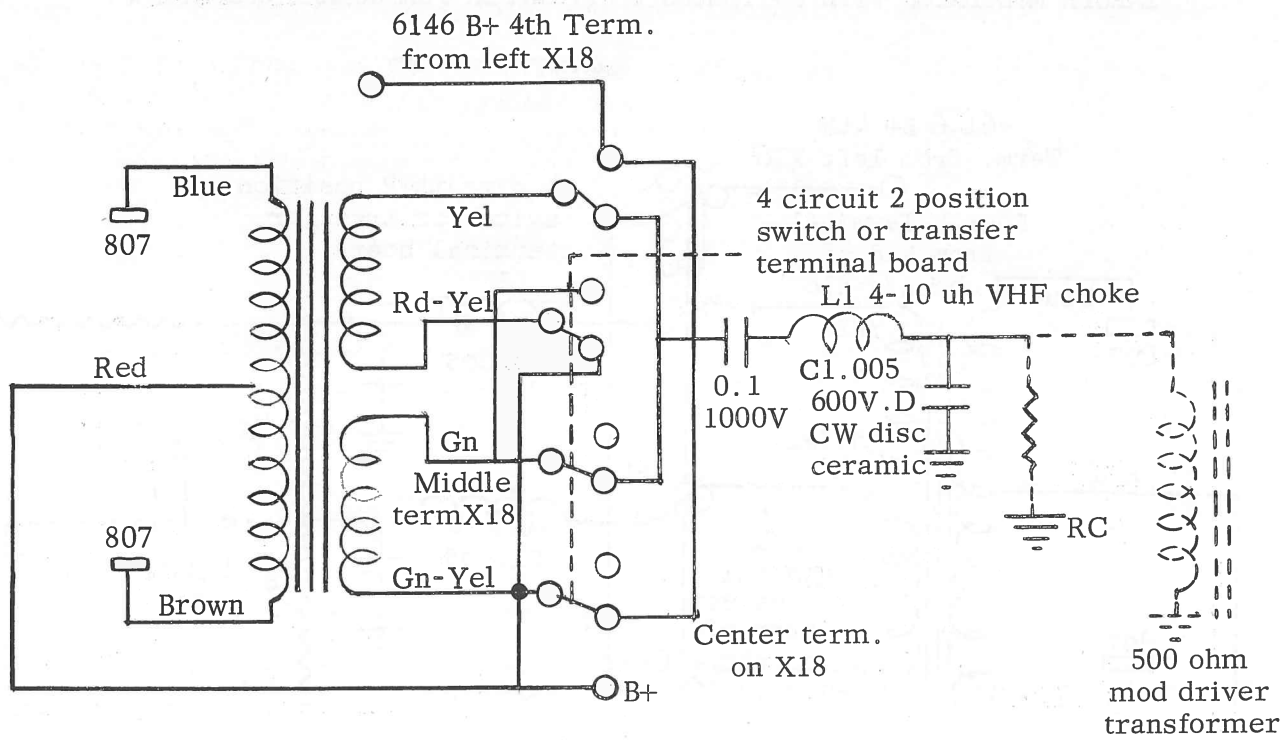 6146 B+ 4th Term.
from left X18
Blue
807
Yel
4 circuit 2 position
switch or transfer
terminal board
Rd-Yel
L1 4-10 uh VHF choke
Red
0.1
1000V
C1.005
600V.D.
CW disc
ceramic
Gn
Middle
termX18
RC
807
Gn-Yel
Brown
Center term.
on X18
B+
500 ohm
mod driver
transformer